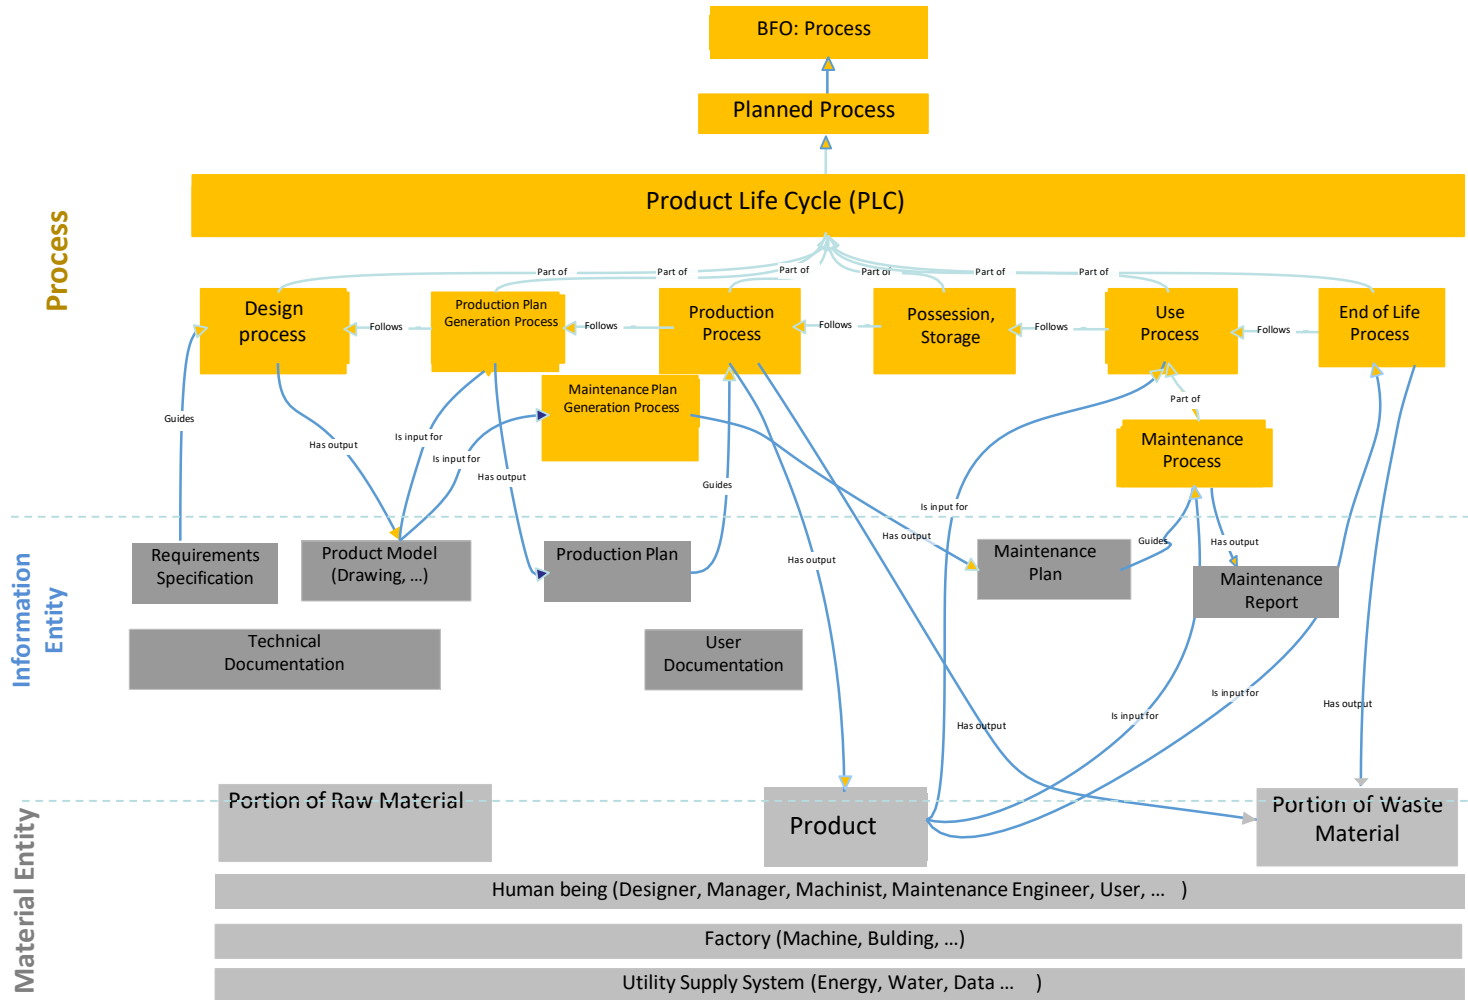 BFO: Process
Planned Process
Product Life Cycle (PLC)
Process
Part of
Part of
Part of
Part of
Part of
Part of
Design
process
Follows
Production Plan
Generation Process
Follows
Production
Process
Follows
Possession,
Storage
Follows
Use
Process
Follows
End of Life
Process
Maintenance Plan
Generation Process
Part of
Maintenance
Process
Guides
Has output
Is input for
Is input for
Has output
Guides
Is input for
Has output
Has output
Guides
Has output
Information
Entity
Requirements
Specification
Product Model
(Drawing, ...)
Production Plan
Maintenance
Plan
Maintenance
Report
Technical
Documentation
User
Documentation
Is input for
Is input for
Has output
Has output
Material Entity
Portion of Raw Material
Product
Portion of Waste
Material
Human being (Designer, Manager, Machinist, Maintenance Engineer, User, ... )
Factory (Machine, Bulding, ...)
Utility Supply System (Energy, Water, Data ... )